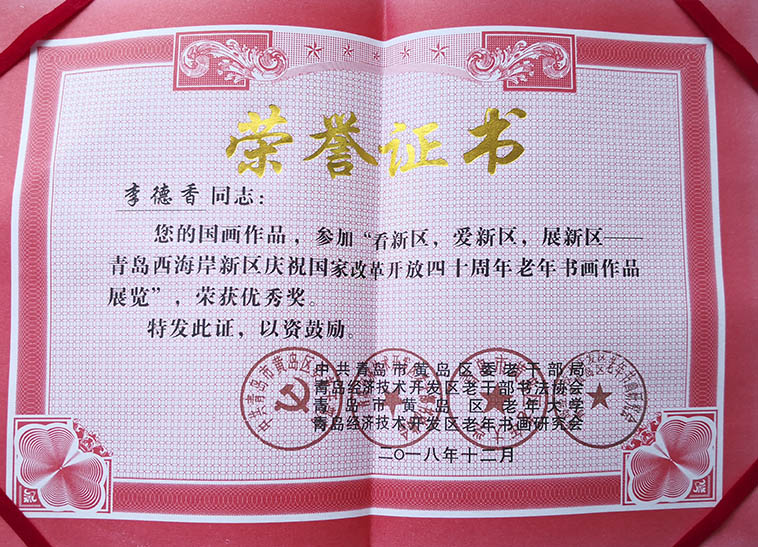 荣誉证书
李德香同志：
您的国画作品，参加“看新区，爱新区，展新区——
青岛西海岸新区庆祝国家改革开放四十周年老年书画作品
展览”，荣获优秀奖。
特发此证，以资鼓励。
中共青岛市黄岛区委老干部局
青岛经济技术开发区老干部书法协会
青岛市黄岛区老年大学
青岛经济技术开发区老年书画研究会
二〇一八年十二月